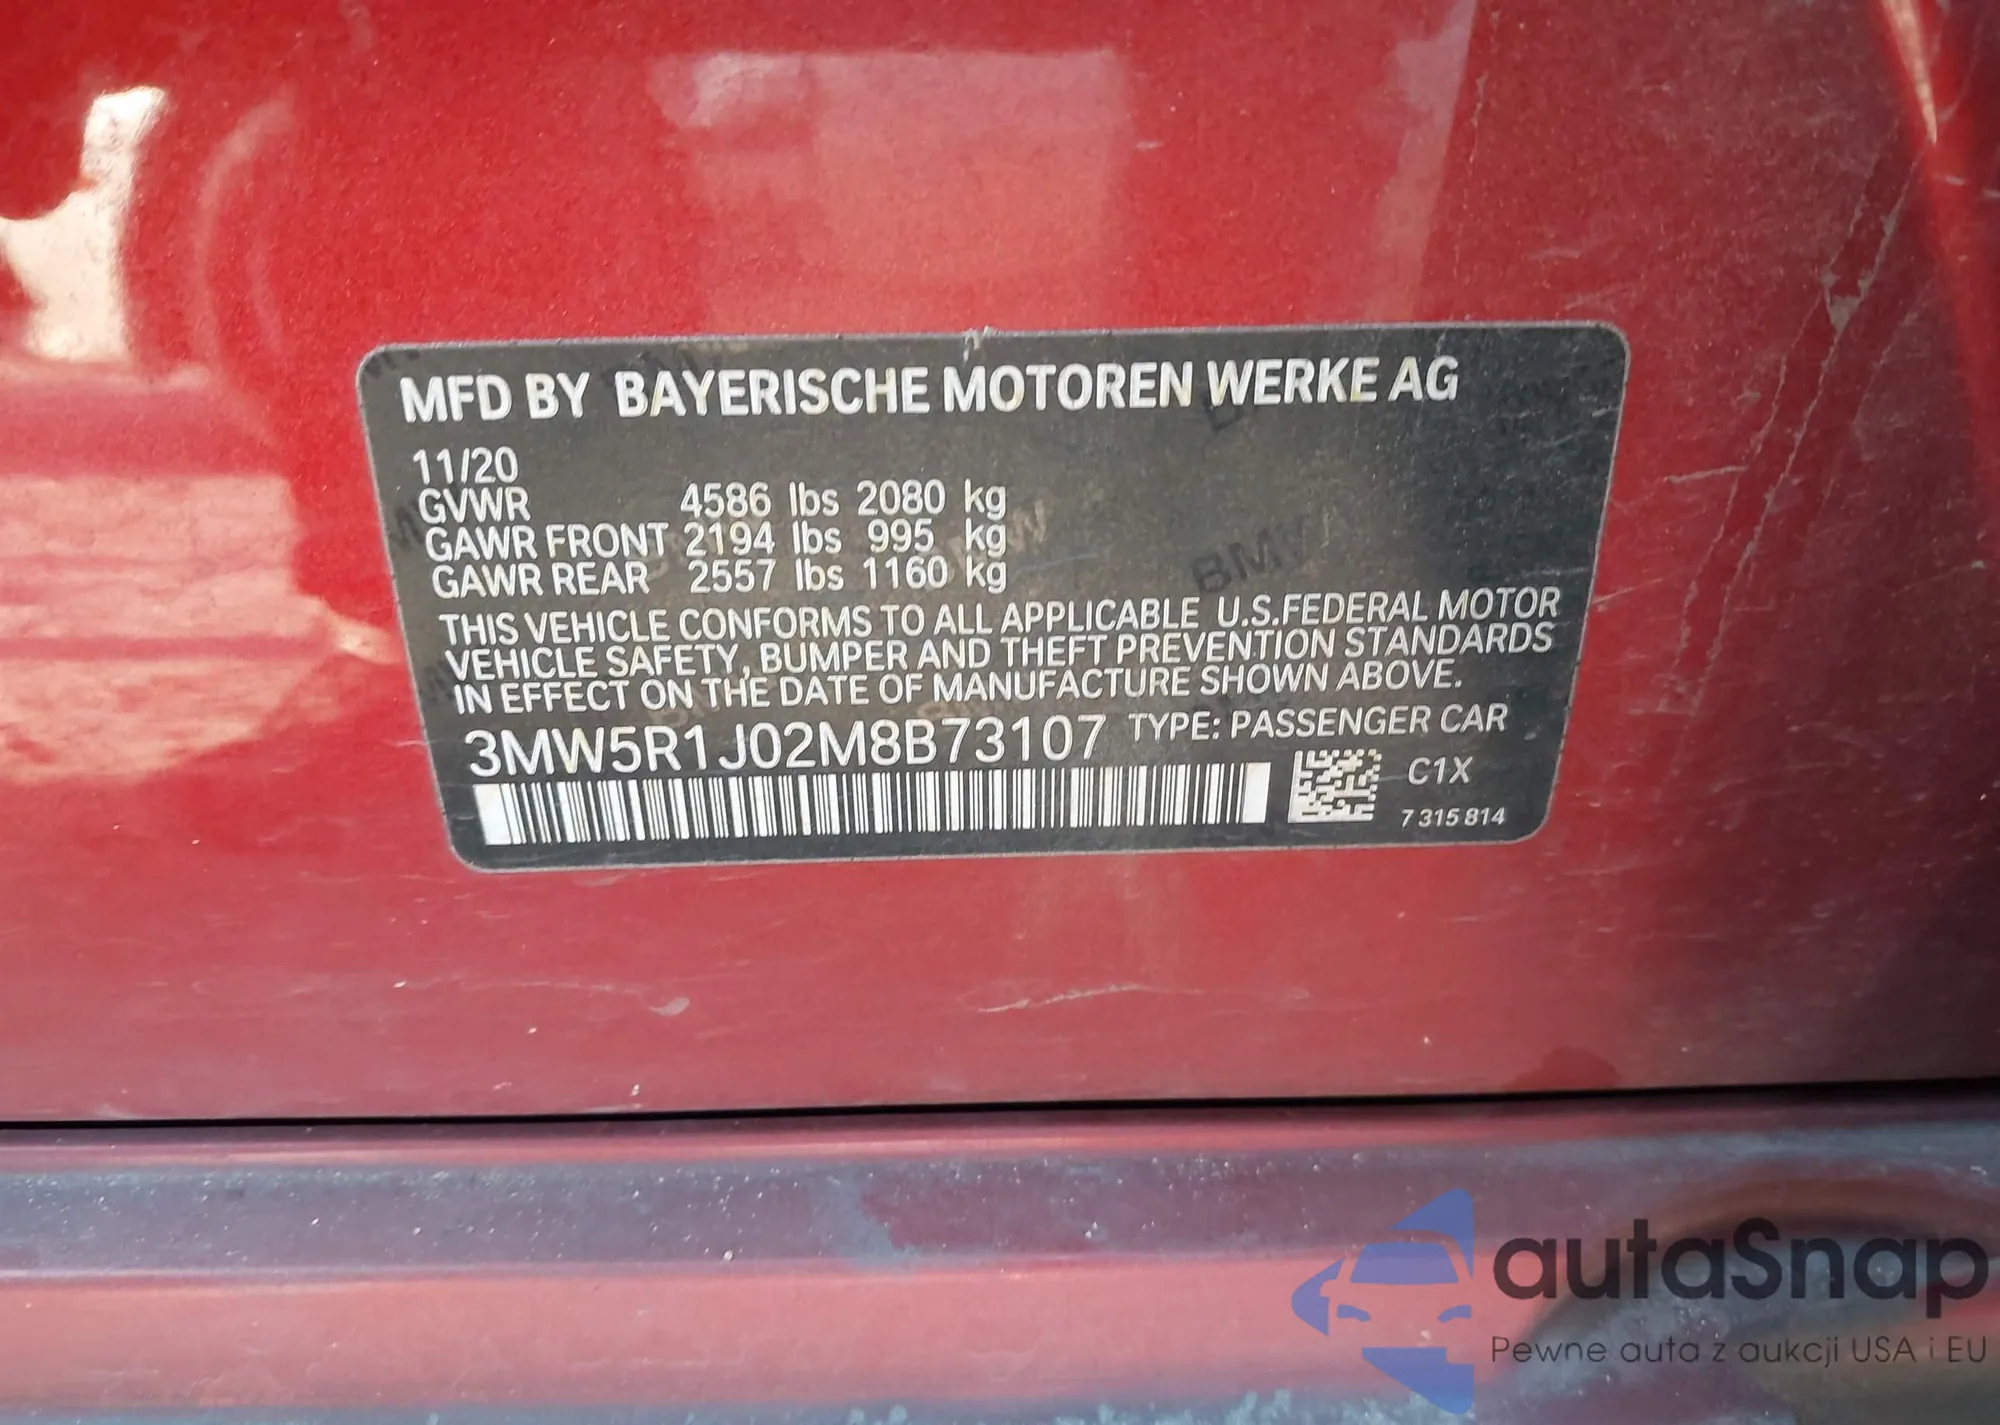 MFD BY BAYERISCHE MOTOREN WERKE AG
11/20
GVWR 4586 lbs 2080 kg
GAWR FRONT 2194 lbs 995 kg
GAWR REAR 2557 lbs 1160 kg
THIS VEHICLE CONFORMS TO ALL APPLICABLE U.S.FEDERAL MOTOR
VEHICLE SAFETY, BUMPER AND THEFT PREVENTION STANDARDS
IN EFFECT ON THE DATE OF MANUFACTURE SHOWN ABOVE.
3MW5R1J02M8B73107 TYPE: PASSENGER CAR
C1X
7 315 814
autaSnap
Pewne auta z aukcji USA i EU